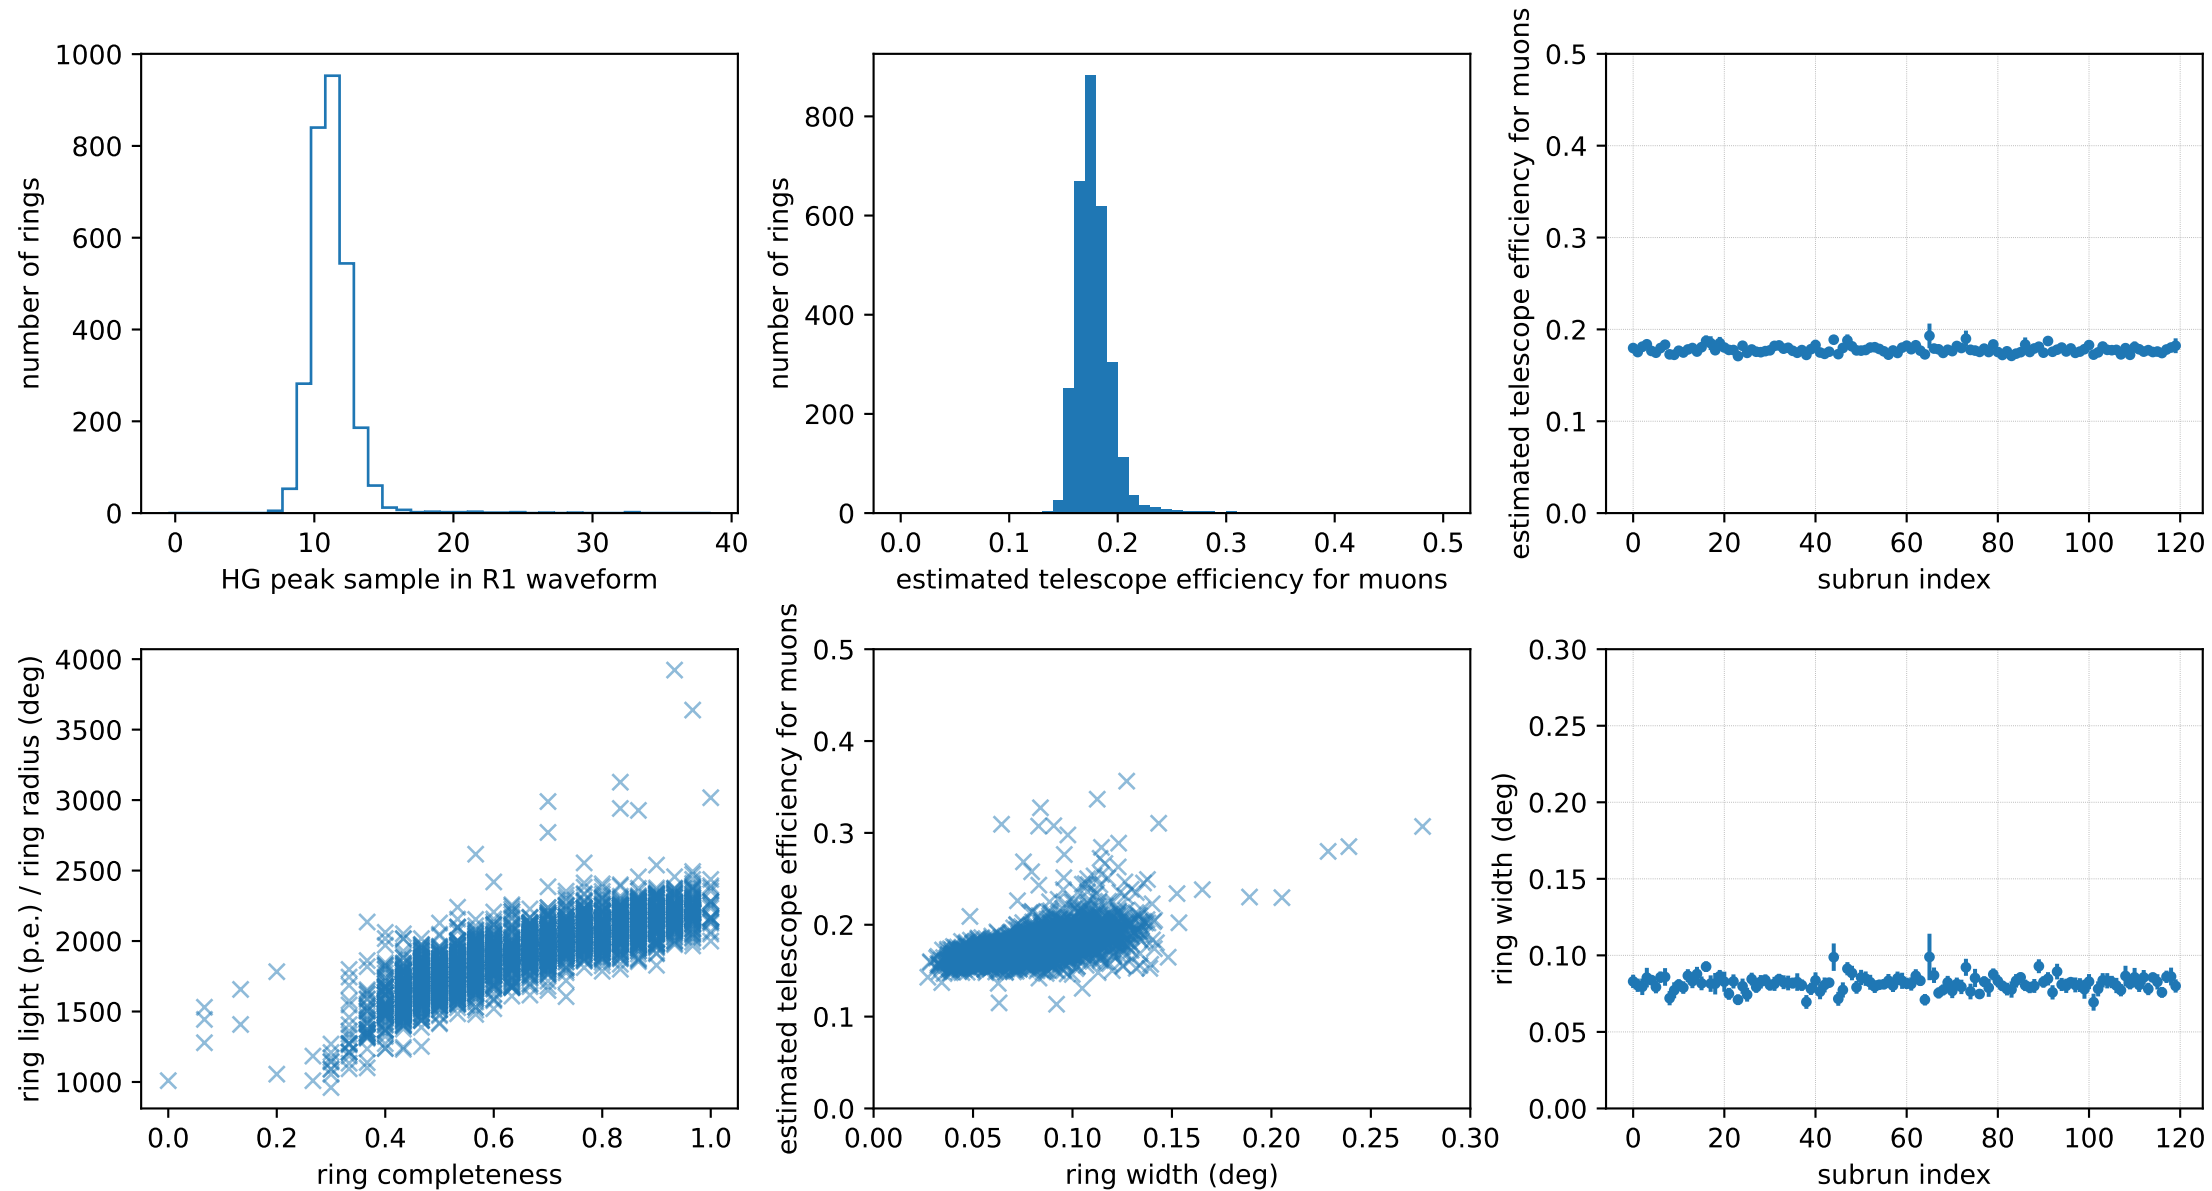 number of rings
1000
800
600
400
200
0
0 10 20 30 40
HG peak sample in R1 waveform
number of rings
800
600
400
200
0
0.0 0.1 0.2 0.3 0.4 0.5
estimated telescope efficiency for muons
estimated telescope efficiency for muons
0.5
0.4
0.3
0.2
0.1
0.0
0 20 40 60 80 100 120
subrun index
ring light (p.e.) / ring radius (deg)
4000
3500
3000
2500
2000
1500
1000
0.0 0.2 0.4 0.6 0.8 1.0
ring completeness
estimated telescope efficiency for muons
0.5
0.4
0.3
0.2
0.1
0.0
0.00 0.05 0.10 0.15 0.20 0.25 0.30
ring width (deg)
ring width (deg)
0.30
0.25
0.20
0.15
0.10
0.05
0.00
0 20 40 60 80 100 120
subrun index